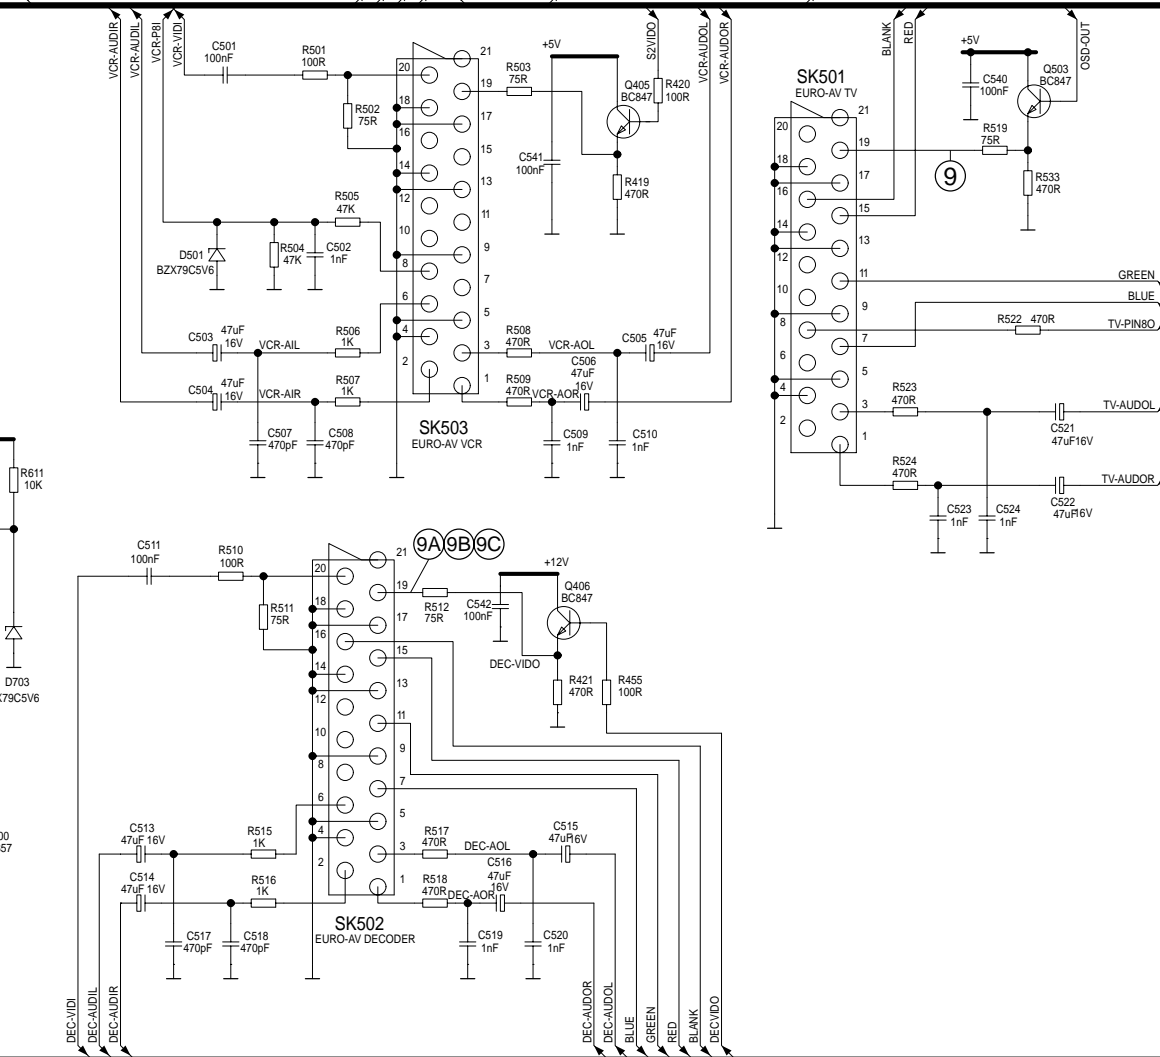 VCR-AUDIR
VCR-AUDIL
VCR-P8I
VCR-VIDI
C501
100nF
R501
100R
R502
75R
21
20
19
18
17
16
15
14
13
12
11
10
9
8
7
6
5
4
3
2
1
R503
75R
+5V
Q405
BC847
S2VIDO
R420
100R
VCR-AUDOL
VCR-AUDOR
C541
100nF
R419
470R
R505
47K
D501
BZX79C5V6
R504
47K
C502
1nF
C503
47uF
16V
VCR-AIL
R506
1K
C504
47uF
16V
VCR-AIR
R507
1K
C507
470pF
C508
470pF
R508
470R
VCR-AOL
C505
47uF
16V
C506
47uF
16V
R509
470R
VCR-AOR
C509
1nF
C510
1nF
SK503
EURO-AV VCR
SK501
EURO-AV TV
BLANK
RED
+5V
C540
100nF
Q503
BC847
OSD-OUT
R519
75R
9
R533
470R
21
20
19
18
17
16
15
14
13
12
11
10
9
8
7
6
5
4
3
2
1
GREEN
BLUE
R522 470R
TV-PIN8O
R523
470R
TV-AUDOL
C521
47uF16V
R524
470R
TV-AUDOR
C522
47uF16V
C523
1nF
C524
1nF
R611
10K
D703
X79C5V6
00
57
C511
100nF
R510
100R
R511
75R
21
20
19
18
17
16
15
14
13
12
11
10
9
8
7
6
5
4
3
2
1
9A 9B 9C
R512
75R
C542
100nF
+12V
Q406
BC847
DEC-VIDO
R421
470R
R455
100R
C513
47uF 16V
R515
1K
C514
47uF 16V
R516
1K
C517
470pF
C518
470pF
R517
470R
DEC-AOL
C515
47uF16V
C516
47uF
16V
R518
470R
DEC-AOR
C519
1nF
C520
1nF
SK502
EURO-AV DECODER
DEC-VIDI
DEC-AUDIL
DEC-AUDIR
DEC-AUDOR
DEC-AUDOL
BLUE
GREEN
RED
BLANK
DECVIDO